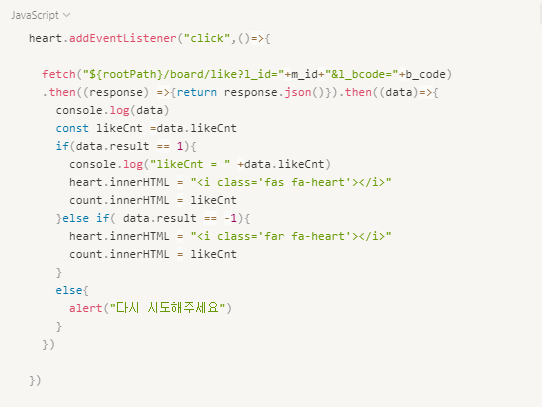 JavaScript
heart.addEventListener("click",()=>{
fetch("${rootPath}/board/like?l_id="+m_id+"&l_bcode="+b_code)
.then((response) =>{return response.json()}).then((data)=>{
console.log(data)
const likeCnt =data.likeCnt
if(data.result == 1){
console.log("likeCnt = " +data.likeCnt)
heart.innerHTML = "<i class='fas fa-heart'></i>"
count.innerHTML = likeCnt
}else if( data.result == -1){
heart.innerHTML = "<i class='far fa-heart'></i>"
count.innerHTML = likeCnt
}
else{
alert("다시 시도해주세요")
}
})
})